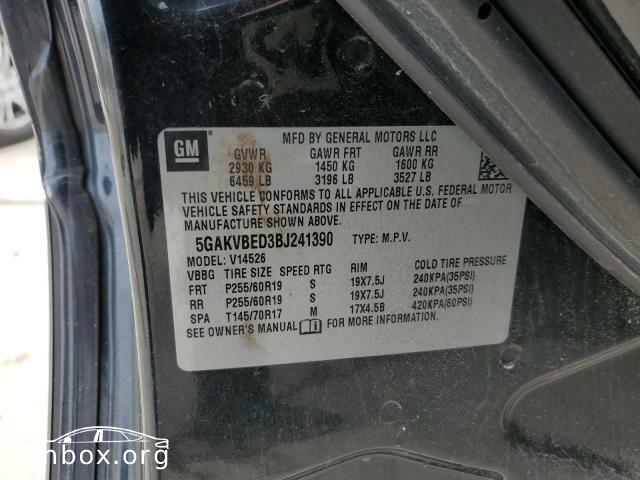 GM
MFD BY GENERAL MOTORS LLC
GVWR GAWR FRT GAWR RR
2930 KG 1450 KG 1600 KG
6459 LB 3196 LB 3527 LB
THIS VEHICLE CONFORMS TO ALL APPLICABLE U.S. FEDERAL MOTOR
VEHICLE SAFETY STANDARDS IN EFFECT ON THE DATE OF
MANUFACTURE SHOWN ABOVE.
5GAKVBED3BJ241390 TYPE: M.P.V.
MODEL: V14526
VBBG TIRE SIZE SPEED RTG RIM COLD TIRE PRESSURE
FRT P255/60R19 S 19X7.5J 240KPA(35PSI)
RR P255/60R19 S 19X7.5J 240KPA(35PSI)
SPA T145/70R17 M 17X4.5B 420KPA(60PSI)
SEE OWNER'S MANUAL FOR MORE INFORMATION.
nbox.org